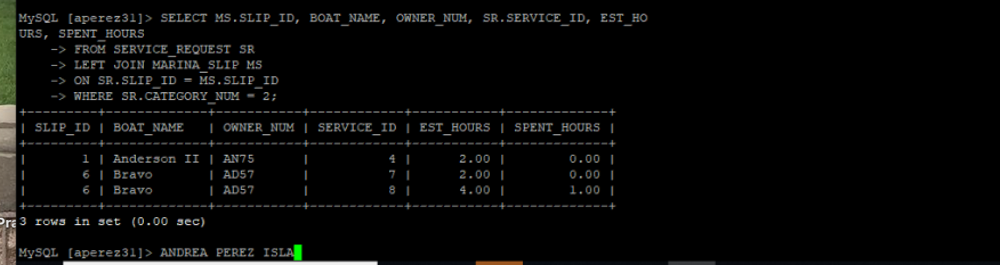 MySQL [aperez31]> SELECT MS.SLIP_ID, BOAT_NAME, OWNER_NUM, SR.SERVICE_ID, EST_HO
URS, SPENT_HOURS
    -> FROM SERVICE_REQUEST SR
    -> LEFT JOIN MARINA_SLIP MS
    -> ON SR.SLIP_ID = MS.SLIP_ID
    -> WHERE SR.CATEGORY_NUM = 2;
+---------+-------------+-----------+------------+-----------+-------------+
| SLIP_ID | BOAT_NAME   | OWNER_NUM | SERVICE_ID | EST_HOURS | SPENT_HOURS |
+---------+-------------+-----------+------------+-----------+-------------+
|       1 | Anderson II | AN75      |          4 |      2.00 |        0.00 |
|       6 | Bravo       | AD57      |          7 |      2.00 |        0.00 |
|       6 | Bravo       | AD57      |          8 |      4.00 |        1.00 |
+---------+-------------+-----------+------------+-----------+-------------+
Pra
3 rows in set (0.00 sec)
MySQL [aperez31]> ANDREA PEREZ ISLA